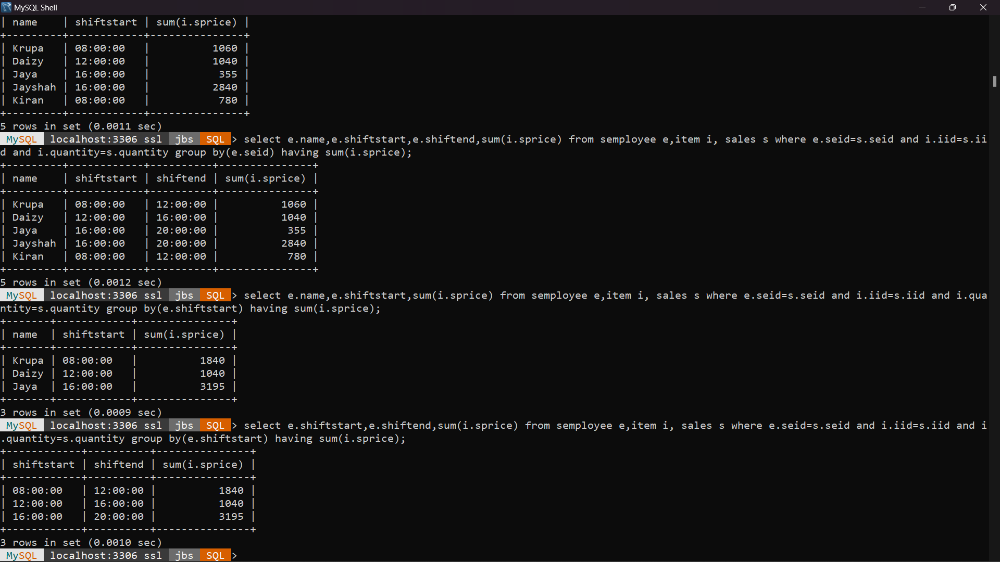 MySQL Shell
| name    | shiftstart | sum(i.sprice) |
+---------+------------+---------------+
| Krupa   | 08:00:00   |          1060 |
| Daizy   | 12:00:00   |          1040 |
| Jaya    | 16:00:00   |           355 |
| Jayshah | 16:00:00   |          2840 |
| Kiran   | 08:00:00   |           780 |
+---------+------------+---------------+
5 rows in set (0.0011 sec)
MySQL  localhost:3306 ssl  jbs  SQL > select e.name,e.shiftstart,e.shiftend,sum(i.sprice) from semployee e,item i, sales s where e.seid=s.seid and i.iid=s.ii
d and i.quantity=s.quantity group by(e.seid) having sum(i.sprice);
+---------+------------+----------+---------------+
| name    | shiftstart | shiftend | sum(i.sprice) |
+---------+------------+----------+---------------+
| Krupa   | 08:00:00   | 12:00:00 |          1060 |
| Daizy   | 12:00:00   | 16:00:00 |          1040 |
| Jaya    | 16:00:00   | 20:00:00 |           355 |
| Jayshah | 16:00:00   | 20:00:00 |          2840 |
| Kiran   | 08:00:00   | 12:00:00 |           780 |
+---------+------------+----------+---------------+
5 rows in set (0.0012 sec)
MySQL  localhost:3306 ssl  jbs  SQL > select e.name,e.shiftstart,sum(i.sprice) from semployee e,item i, sales s where e.seid=s.seid and i.iid=s.iid and i.qua
ntity=s.quantity group by(e.shiftstart) having sum(i.sprice);
+-------+------------+---------------+
| name  | shiftstart | sum(i.sprice) |
+-------+------------+---------------+
| Krupa | 08:00:00   |          1840 |
| Daizy | 12:00:00   |          1040 |
| Jaya  | 16:00:00   |          3195 |
+-------+------------+---------------+
3 rows in set (0.0009 sec)
MySQL  localhost:3306 ssl  jbs  SQL > select e.shiftstart,e.shiftend,sum(i.sprice) from semployee e,item i, sales s where e.seid=s.seid and i.iid=s.iid and i
.quantity=s.quantity group by(e.shiftstart) having sum(i.sprice);
+------------+----------+---------------+
| shiftstart | shiftend | sum(i.sprice) |
+------------+----------+---------------+
| 08:00:00   | 12:00:00 |          1840 |
| 12:00:00   | 16:00:00 |          1040 |
| 16:00:00   | 20:00:00 |          3195 |
+------------+----------+---------------+
3 rows in set (0.0010 sec)
MySQL  localhost:3306 ssl  jbs  SQL >